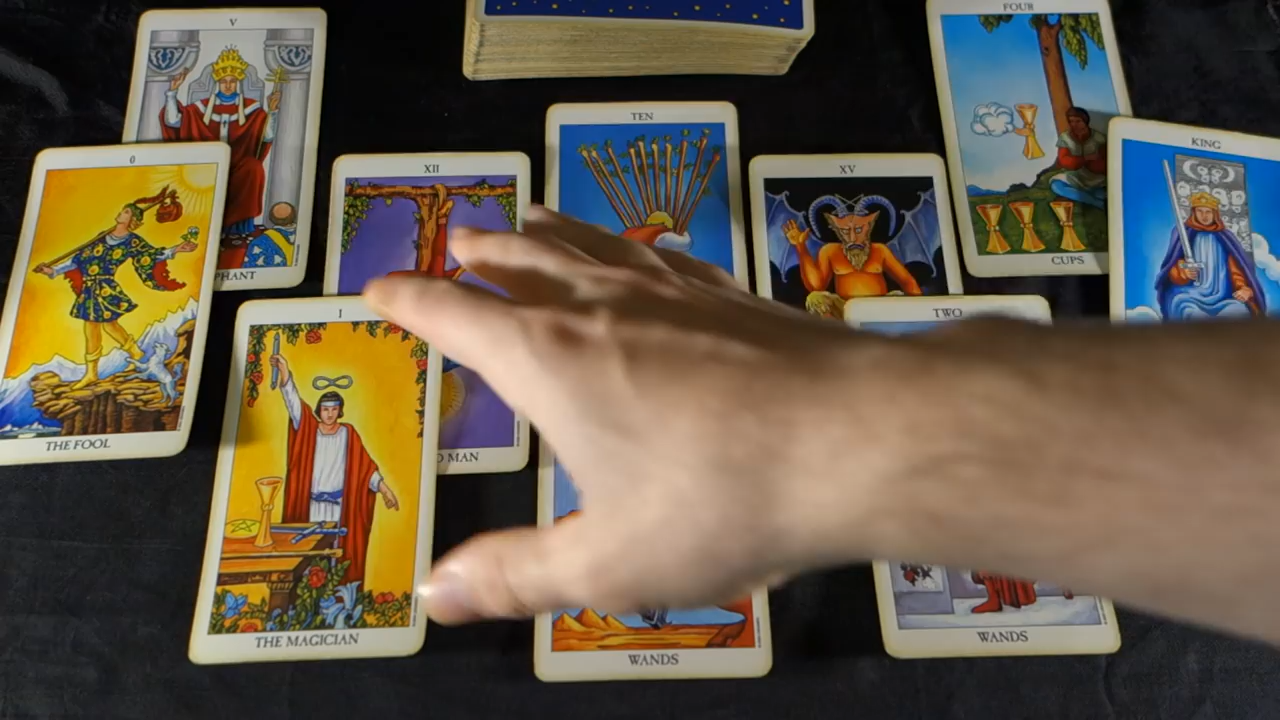 V
PHANT
0
THE FOOL
XII
D MAN
I
THE MAGICIAN
TEN
WANDS
XV
TWO
WANDS
FOUR
CUPS
KING